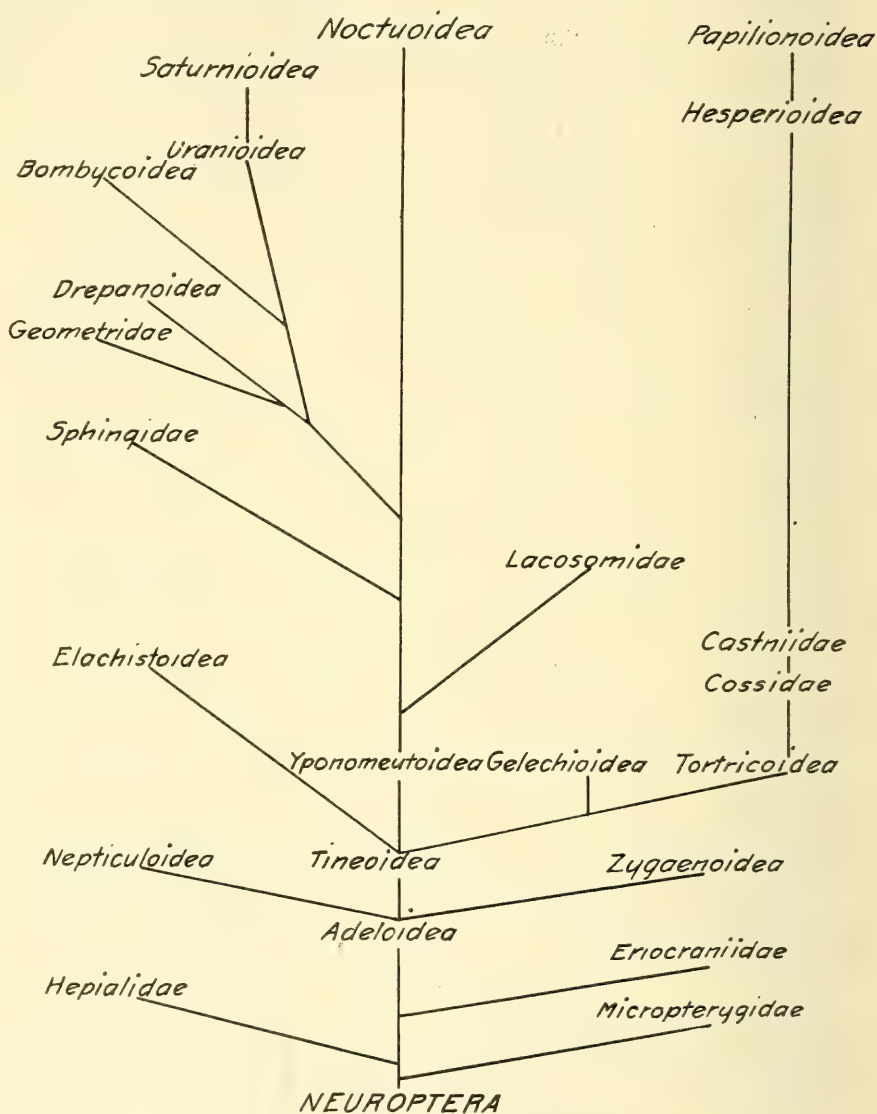 Noctuoidea
Papilionoidea
Saturnioidea
Hesperioidea
Uranioidea
Bombycoidea
Drepanoidea
Geometridae
Sphingidae
Lacosomidae
Castniidae
Elachistoidea
Cossidae
Yponomeutoidea Gelechioidea Tortricoidea
Nepticuloidea Tineoidea Zygaenoidea
Adeloidea
Eriocraniidae
Hepialidae
Micropterygidae
NEUROPTERA